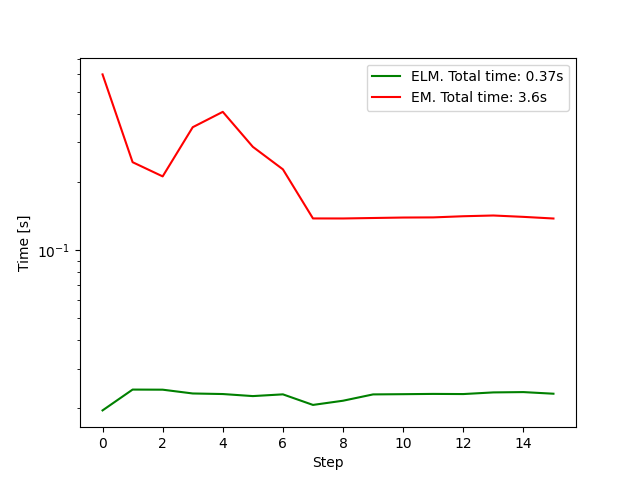 ELM. Total time: 0.37s
EM. Total time: 3.6s
Time [s]
10⁻¹
0 2 4 6 8 10 12 14
Step